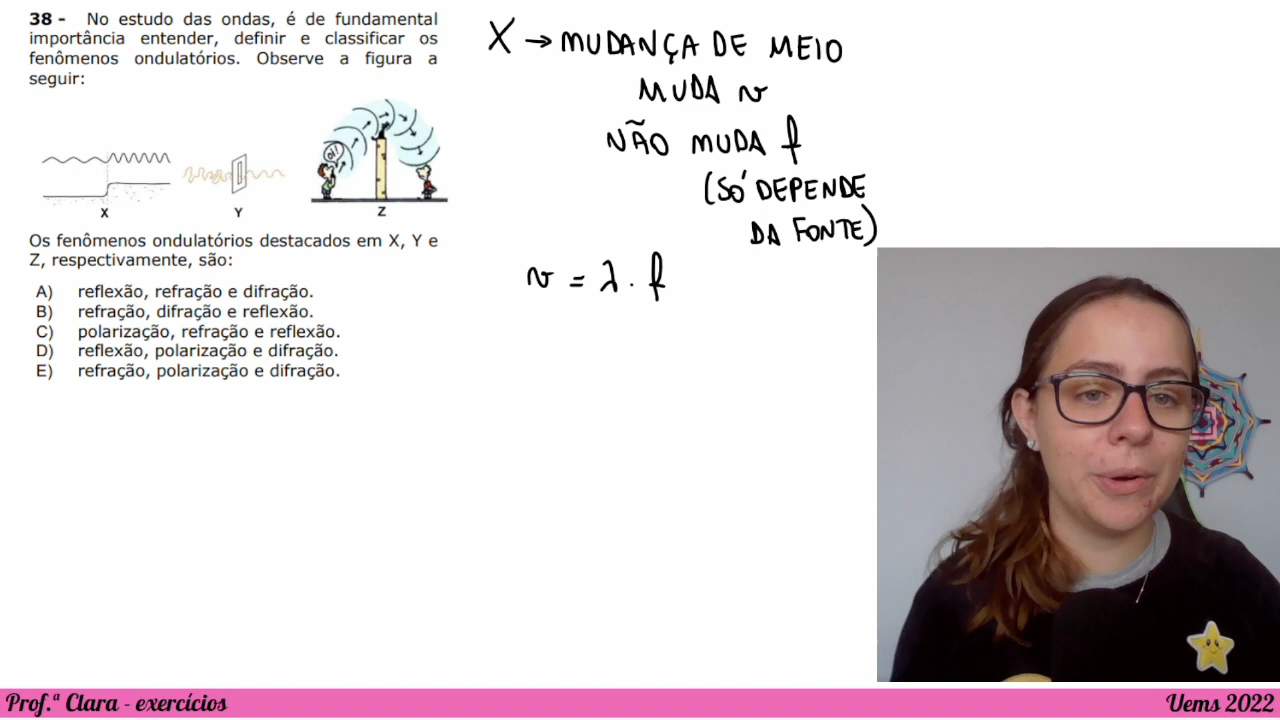 38 - No estudo das ondas, é de fundamental
importância entender, definir e classificar os
fenômenos ondulatórios. Observe a figura a
seguir:
OI!
X
Y
Z
Os fenômenos ondulatórios destacados em X, Y e
Z, respectivamente, são:
A) reflexão, refração e difração.
B) refração, difração e reflexão.
C) polarização, refração e reflexão.
D) reflexão, polarização e difração.
E) refração, polarização e difração.
X → MUDANÇA DE MEIO
MUDA v
NÃO MUDA f
(SÓ DEPENDE
DA FONTE)
v = λ . f
Prof.ª Clara - exercícios
Uems 2022